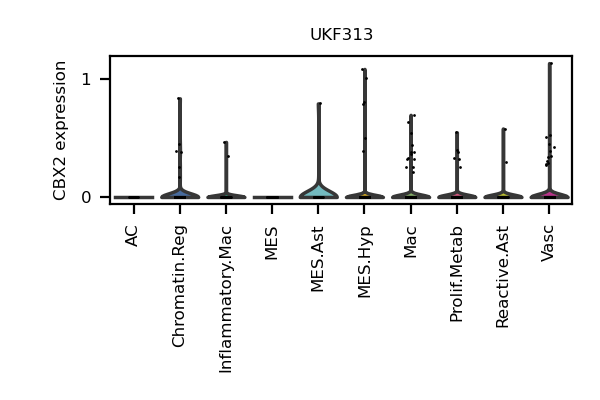 UKF313
CBX2 expression
1
0
AC
Chromatin.Reg
Inflammatory.Mac
MES
MES.Ast
MES.Hyp
Mac
Prolif.Metab
Reactive.Ast
Vasc